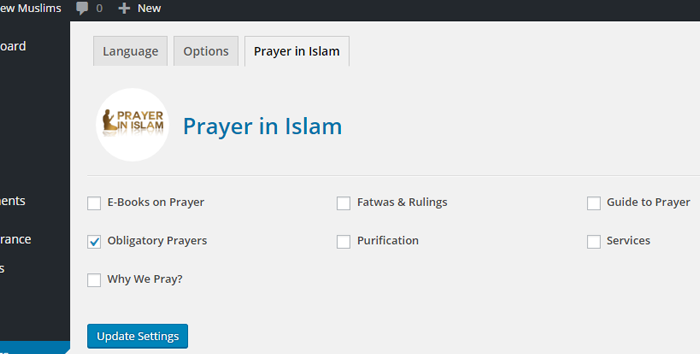 ew Muslims 0 + New
oard
Language Options Prayer in Islam
PRAYER
IN ISLAM
Prayer in Islam
ents
E-Books on Prayer Fatwas & Rulings Guide to Prayer
rance
Obligatory Prayers Purification Services
s
Why We Pray?
Update Settings